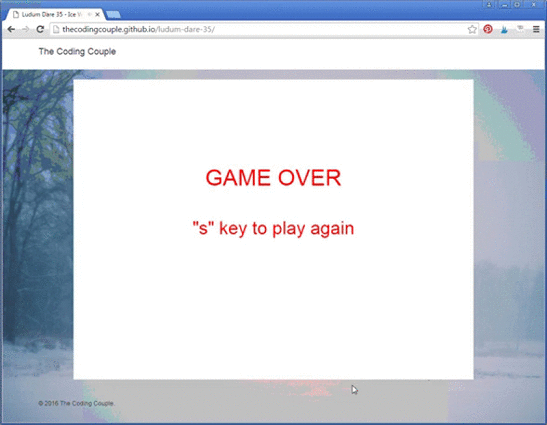 Ludum Dare 35 - Ice
thecodingcouple.github.io/ludum-dare-35/
The Coding Couple
GAME OVER
"s" key to play again
© 2016 The Coding Couple.